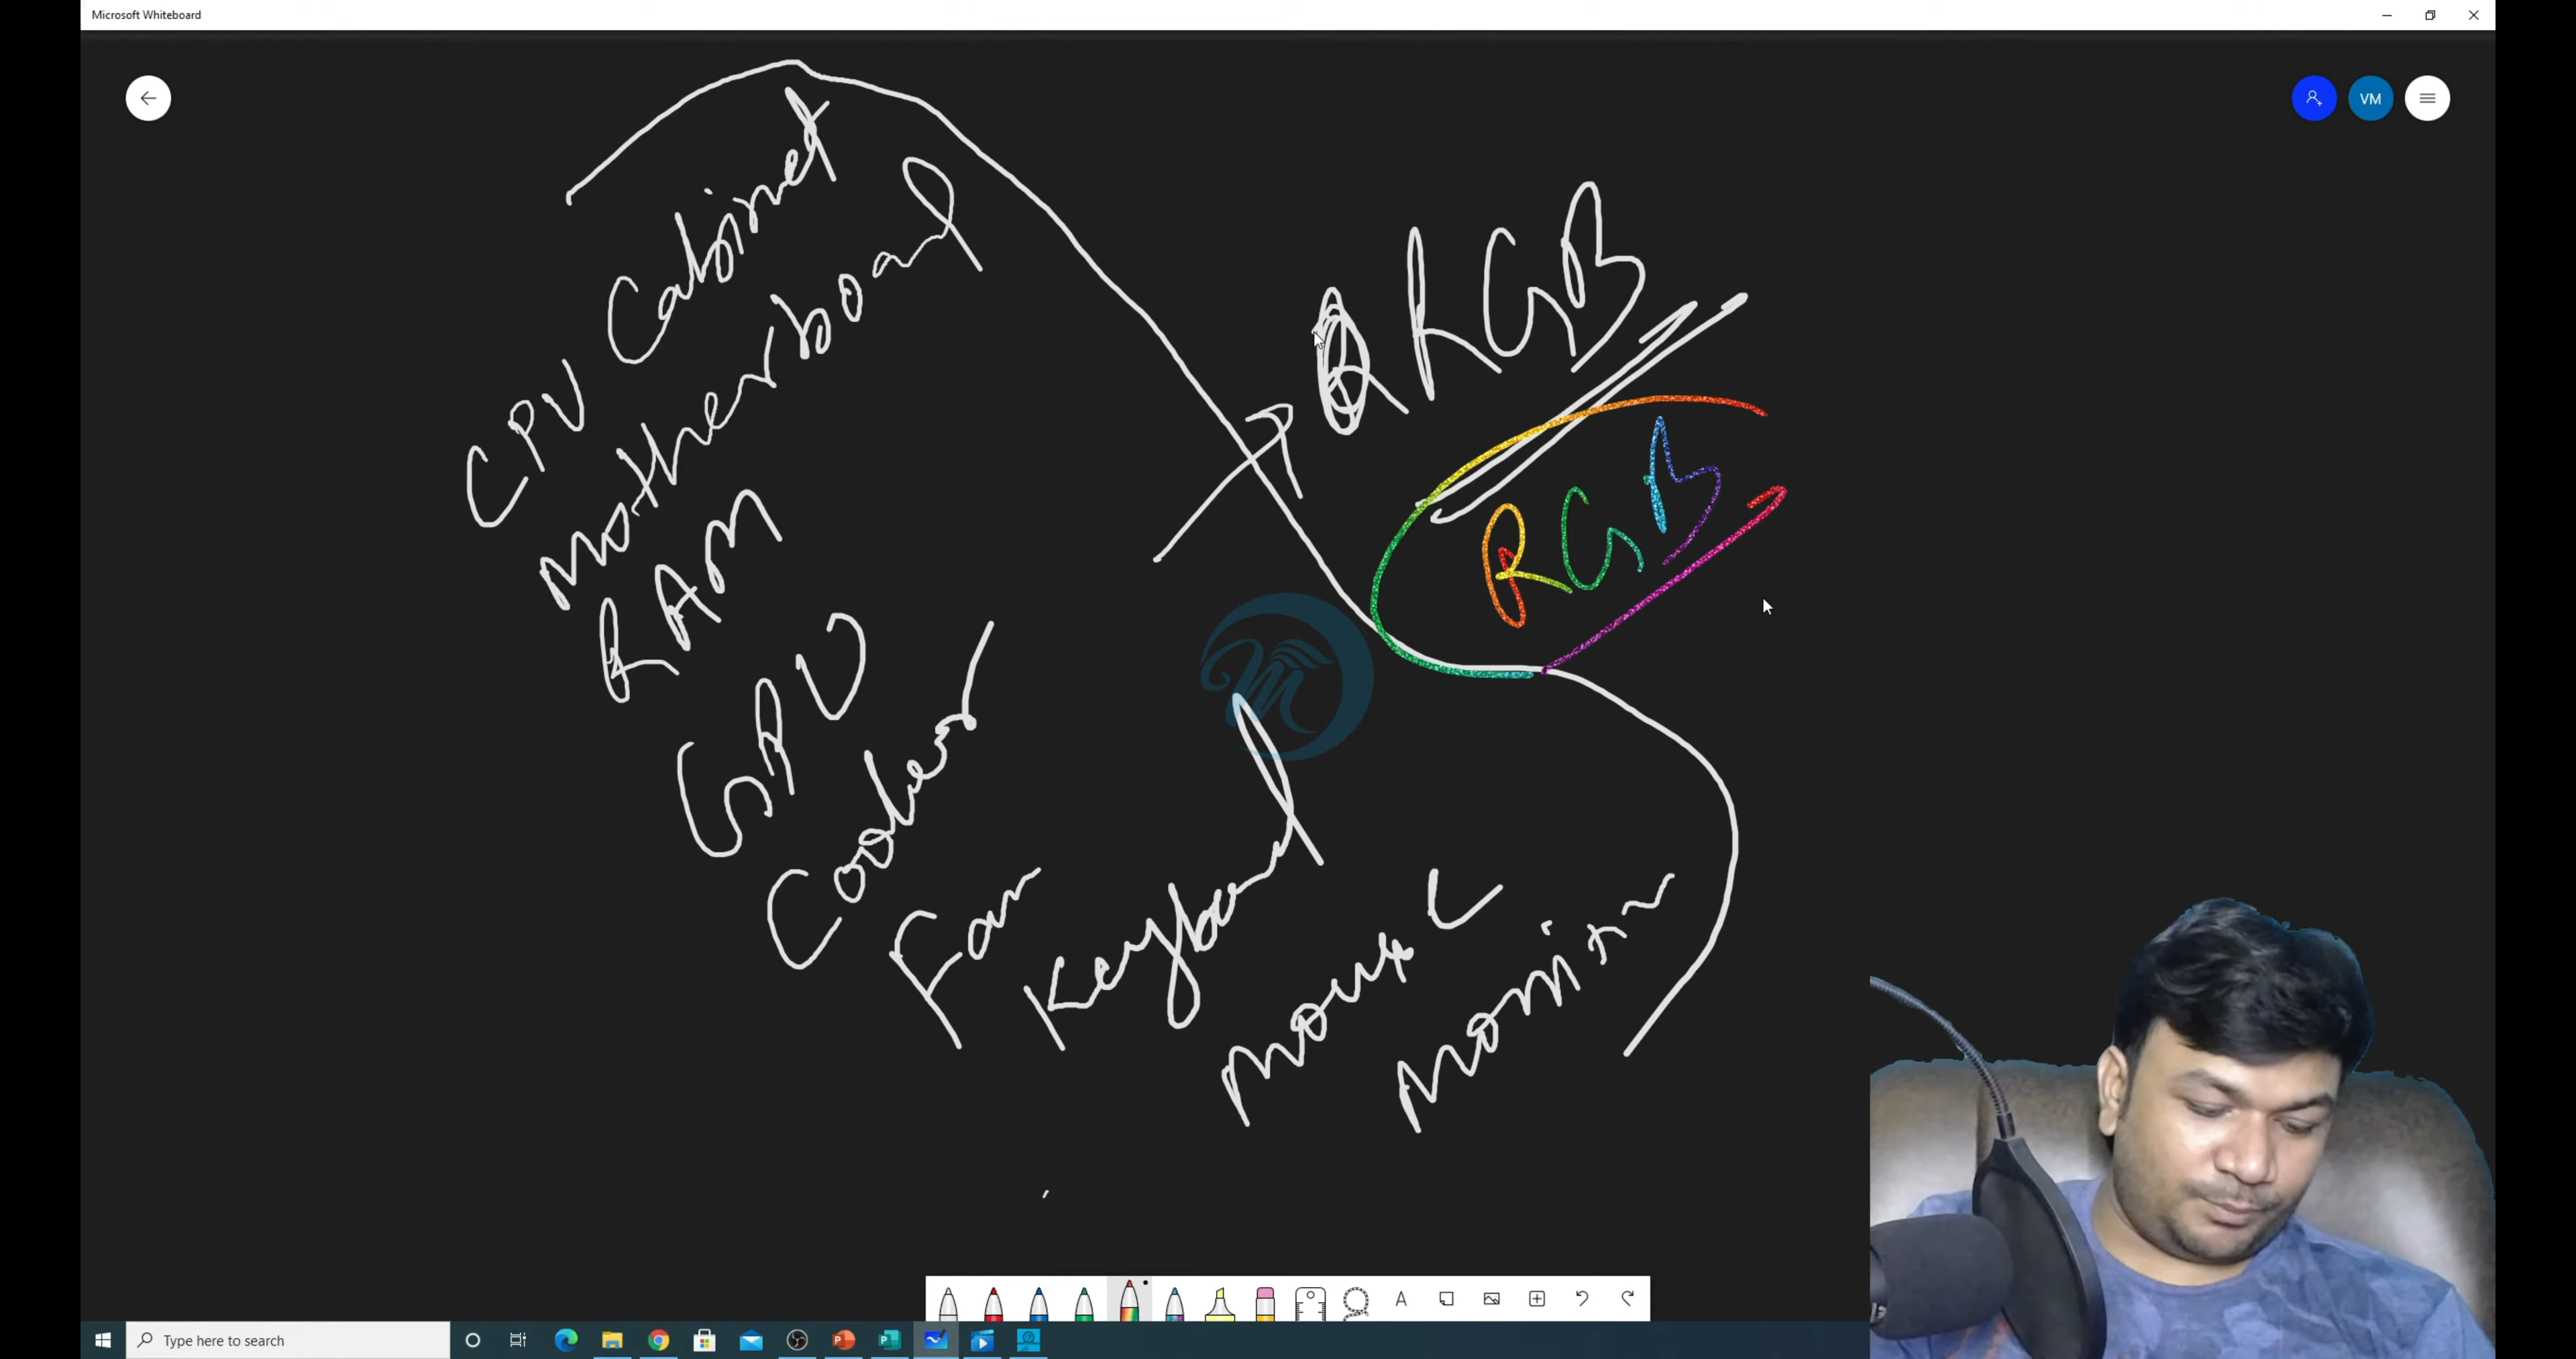 Microsoft Whiteboard
VM
CPU Cabinet
Motherboard
RAM
GPU
Cooler
Fan
Keyboard
Mouse
Monitor
RGB
RGB
A
Type here to search